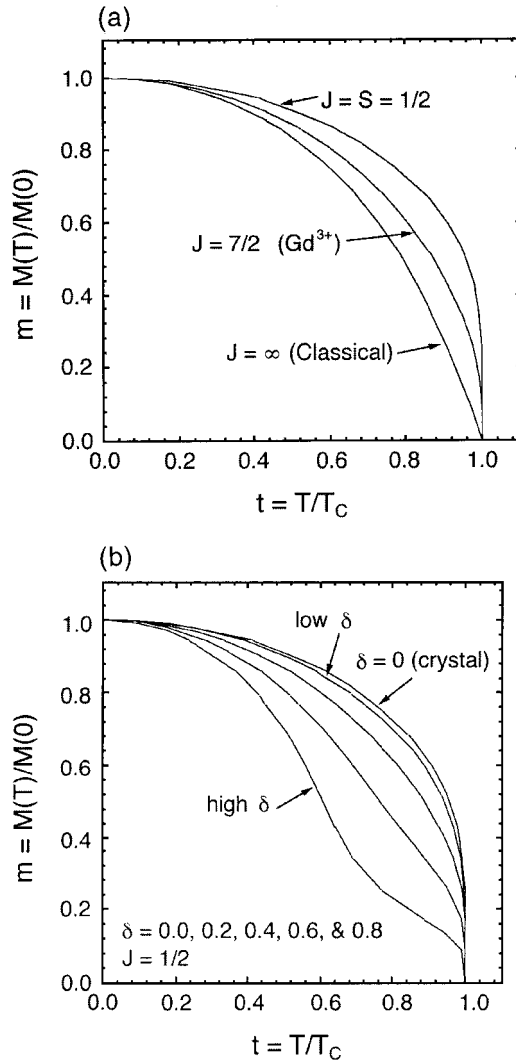 (a)
1.0
0.8
0.6
0.4
0.2
0.0
m = M(T)/M(0)
J = S = 1/2
J = 7/2 (Gd³⁺)
J = ∞ (Classical)
0.0 0.2 0.4 0.6 0.8 1.0
t = T/T_C
(b)
1.0
0.8
0.6
0.4
0.2
0.0
m = M(T)/M(0)
low δ
δ = 0 (crystal)
high δ
δ = 0.0, 0.2, 0.4, 0.6, & 0.8
J = 1/2
0.0 0.2 0.4 0.6 0.8 1.0
t = T/T_C